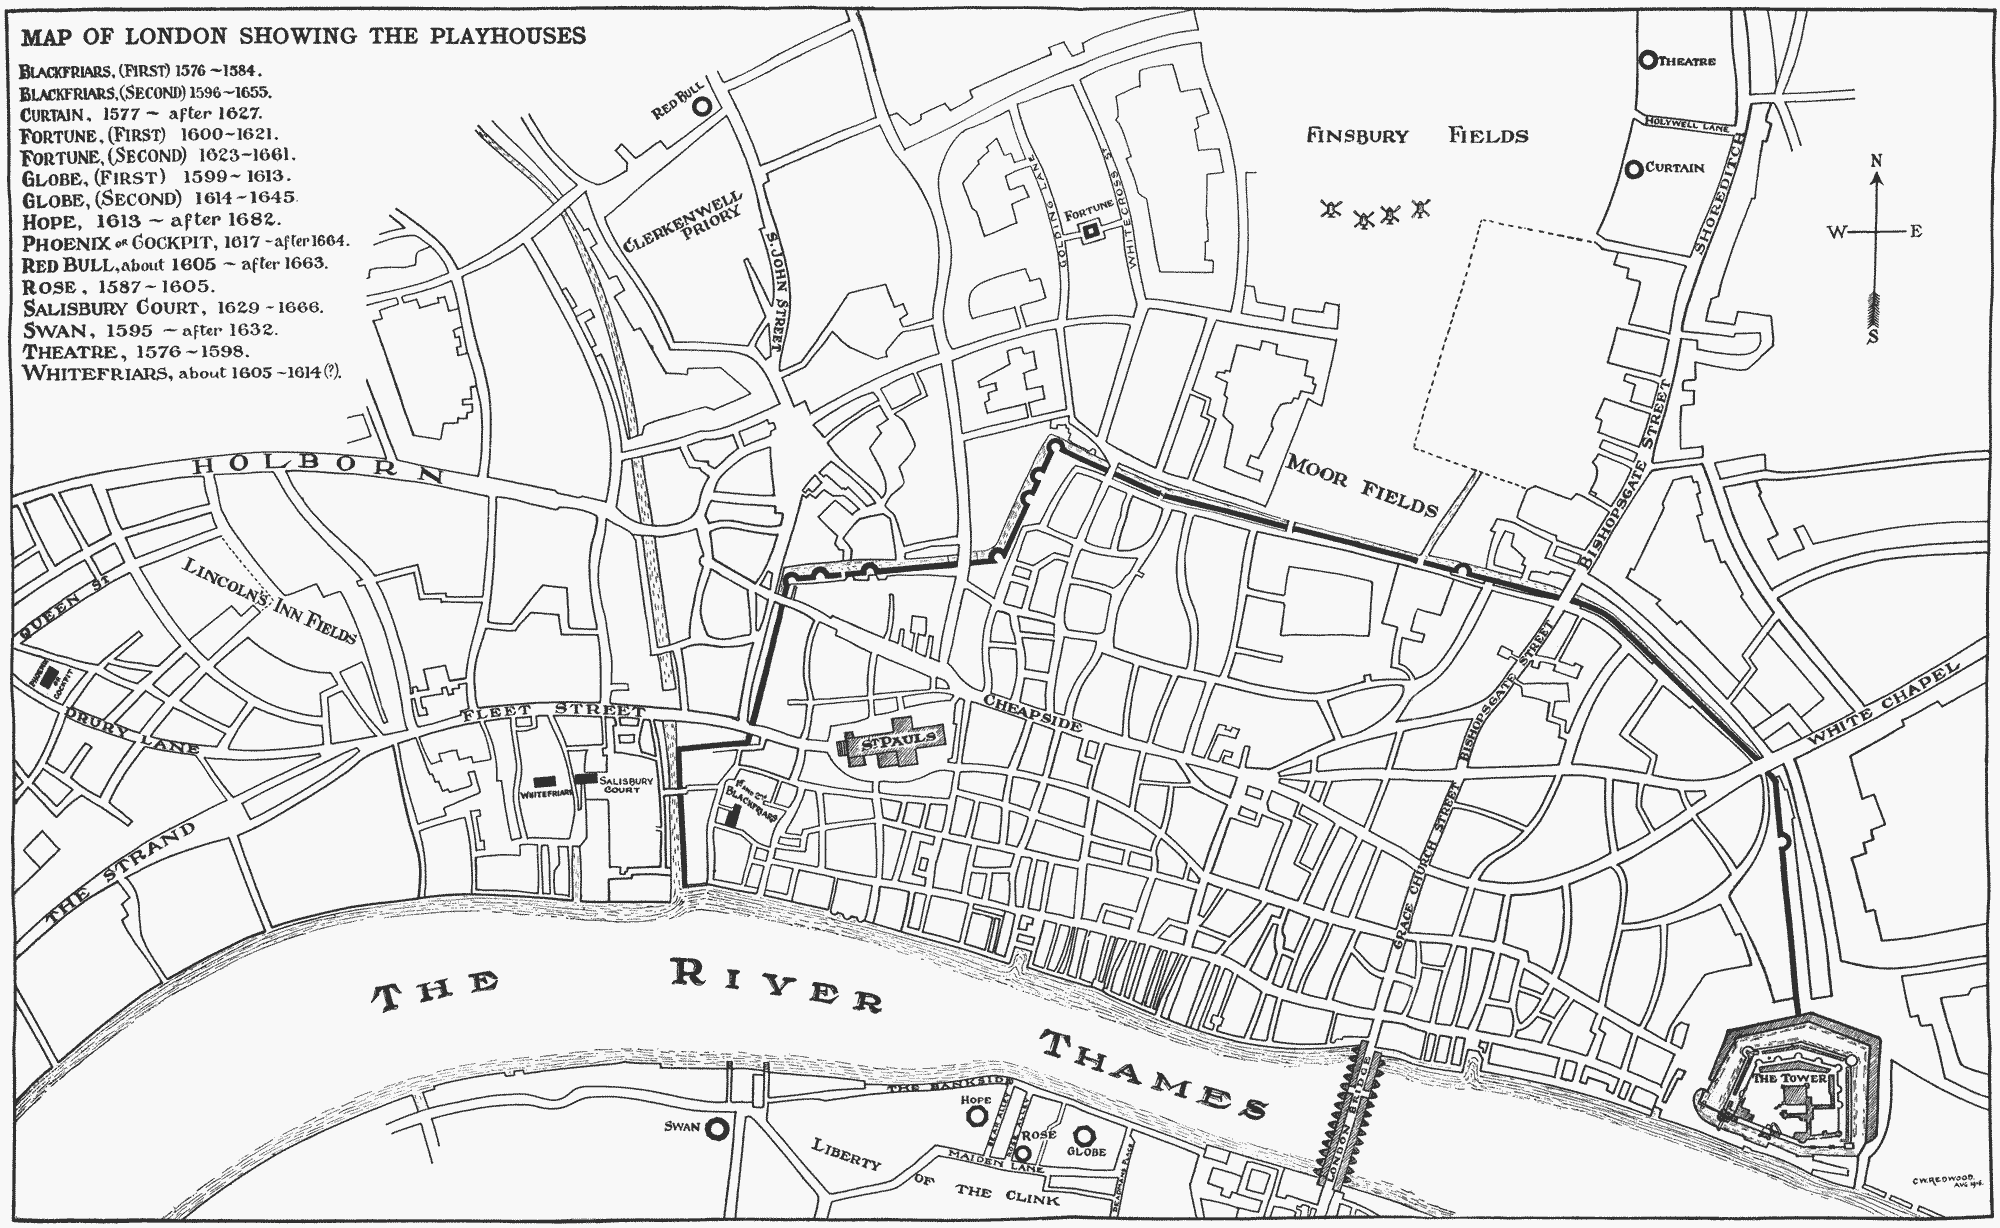 MAP OF LONDON SHOWING THE PLAYHOUSES
BLACKFRIARS, (FIRST) 1576 ~ 1584.
BLACKFRIARS, (SECOND) 1596 ~ 1655.
CURTAIN, 1577 ~ after 1627.
FORTUNE, (FIRST) 1600 ~ 1621.
FORTUNE, (SECOND) 1623 ~ 1661.
GLOBE, (FIRST) 1599 ~ 1613.
GLOBE, (SECOND) 1614 ~ 1645.
HOPE, 1613 ~ after 1682.
PHOENIX OR COCKPIT, 1617 ~ after 1664.
RED BULL, about 1605 ~ after 1663.
ROSE, 1587 ~ 1605.
SALISBURY COURT, 1629 ~ 1666.
SWAN, 1595 ~ after 1632.
THEATRE, 1576 ~ 1598.
WHITEFRIARS, about 1605 ~ 1614 (?).
RED BULL
CLERKENWELL
PRIORY
S. JOHN STREET
GOLDING LANE
FORTUNE
WHITECROSS ST
FINSBURY FIELDS
THEATRE
HOLYWELL LANE
CURTAIN
SHOREDITCH
N
W E
S
HOLBORN
MOOR FIELDS
BISHOPSGATE STREET
QUEEN ST
LINCOLN'S INN FIELDS
PHOENIX
OR
COCKPIT
DRURY LANE
FLEET STREET
WHITEFRIARS
SALISBURY
COURT
1st AND 2nd
BLACKFRIARS
ST PAULS
CHEAPSIDE
BISHOPSGATE STREET
WHITE CHAPEL
THE STRAND
GRACE CHURCH STREET
THE RIVER THAMES
LONDON BRIDGE
THE TOWER
THE BANKSIDE
SWAN
HOPE
BEAR ALLEY
ROSE ALLEY
ROSE
GLOBE
MAIDEN LANE
DEADMANS PLACE
LIBERTY
OF THE CLINK
C.W. REDWOOD.